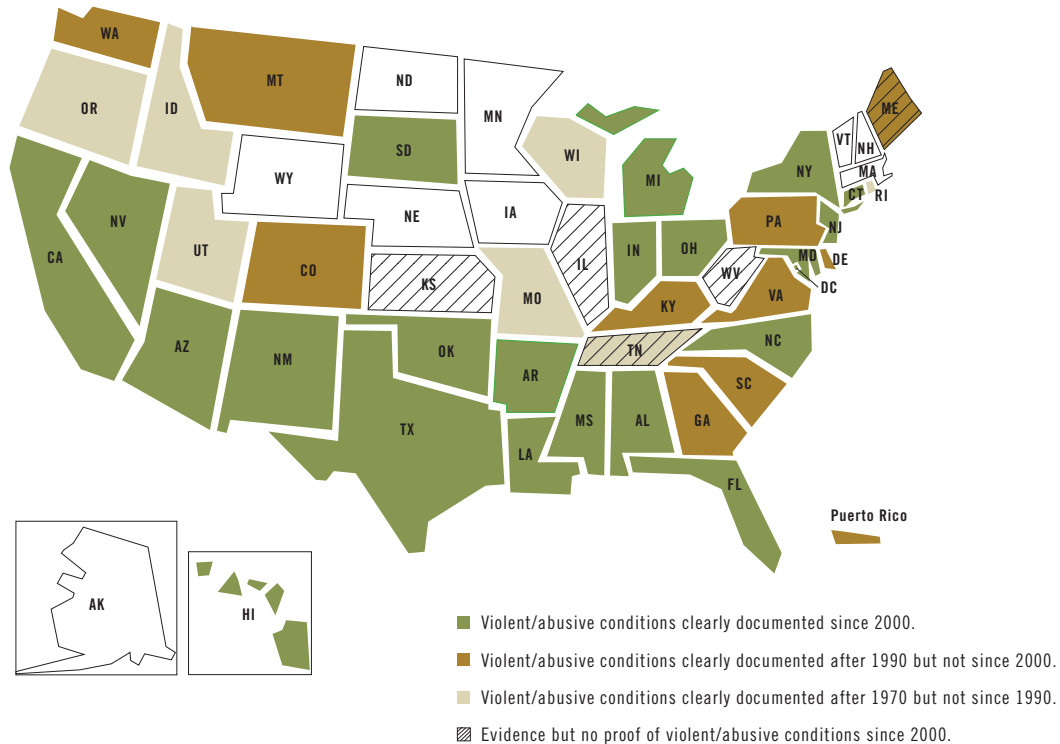 WA
MT
ND
MN
ME
OR
ID
VT
NH
SD
WI
MA
WY
MI
NY
CT
RI
NE
IA
NV
PA
NJ
UT
IN
OH
MD
DE
CA
CO
KS
IL
WV
DC
MO
KY
VA
AZ
NM
OK
TN
NC
AR
SC
TX
MS
AL
GA
LA
FL
Puerto Rico
AK
HI
Violent/abusive conditions clearly documented since 2000.
Violent/abusive conditions clearly documented after 1990 but not since 2000.
Violent/abusive conditions clearly documented after 1970 but not since 1990.
Evidence but no proof of violent/abusive conditions since 2000.